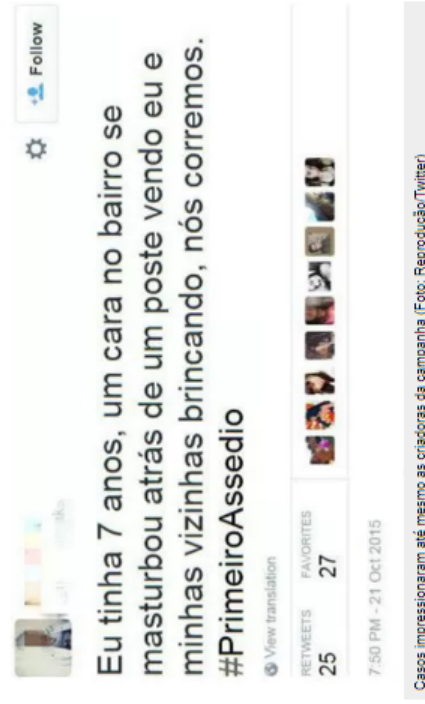 Follow
Eu tinha 7 anos, um cara no bairro se
masturbou atrás de um poste vendo eu e
minhas vizinhas brincando, nós corremos.
#PrimeiroAssedio
View translation
RETWEETS FAVORITES
25 27
7:50 PM - 21 Oct 2015
Casos impressionaram até mesmo as criadoras da campanha (Foto: Reprodução/Twitter)